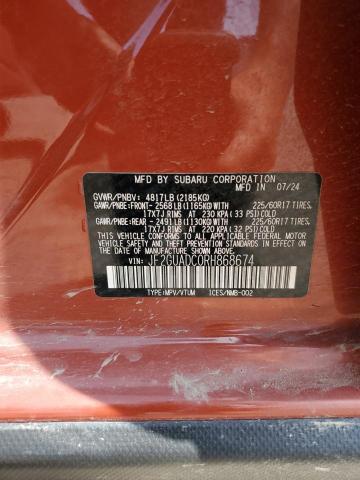 MFD BY SUBARU CORPORATION
MFD IN 07/24
GVWR/PNBV: 4817LB (2185KG)
GAWR/PNBE:FRONT- 2568LB(1165KG) WITH 225/60R17 TIRES,
17X7J RIMS AT 230 KPA( 33 PSI) COLD
GAWR/PNBE:REAR - 2491LB(1130KG) WITH 225/60R17 TIRES,
17X7J RIMS AT 220 KPA( 32 PSI) COLD
THIS VEHICLE CONFORMS TO ALL APPLICABLE
FEDERAL MOTOR VEHICLE SAFETY STANDARDS IN
EFFECT ON THE DATE OF MANUFACTURE SHOWN ABOVE.
VIN: JF2GUADC0RH868674
TYPE:MPV/VTUM ICES/NMB-002